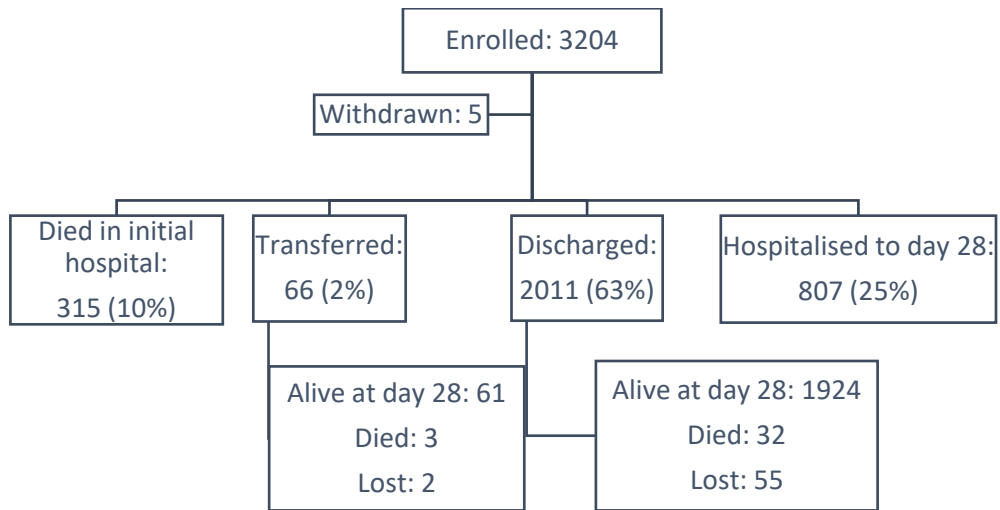 Enrolled: 3204
Withdrawn: 5
Died in initial
hospital:
315 (10%)
Transferred:
66 (2%)
Discharged:
2011 (63%)
Hospitalised to day 28:
807 (25%)
Alive at day 28: 61
Died: 3
Lost: 2
Alive at day 28: 1924
Died: 32
Lost: 55